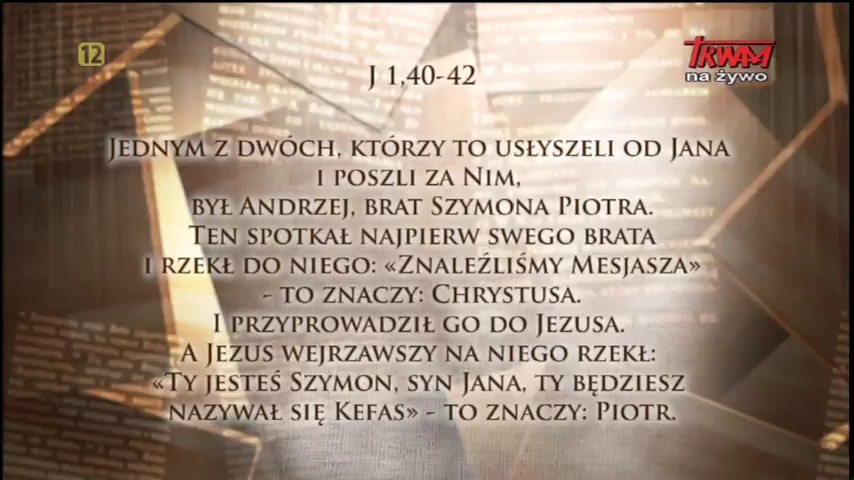 12
TRWAM
na żywo
J 1,40-42
Jednym z dwóch, którzy to usłyszeli od Jana
i poszli za Nim,
był Andrzej, brat Szymona Piotra.
Ten spotkał najpierw swego brata
i rzekł do niego: «Znaleźliśmy Mesjasza»
- to znaczy: Chrystusa.
I przyprowadził go do Jezusa.
A Jezus wejrzawszy na niego rzekł:
«Ty jesteś Szymon, syn Jana, ty będziesz
nazywał się Kefas» - to znaczy: Piotr.